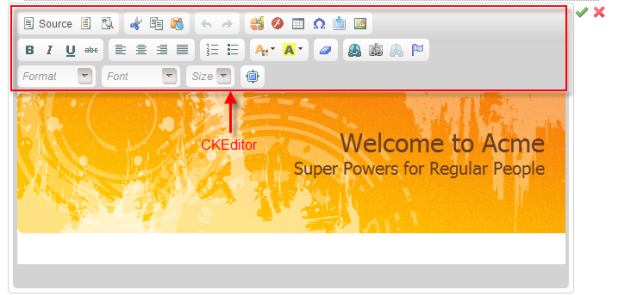 Source
B I U abc
Format Font Size
CKEditor
Welcome to Acme
Super Powers for Regular People